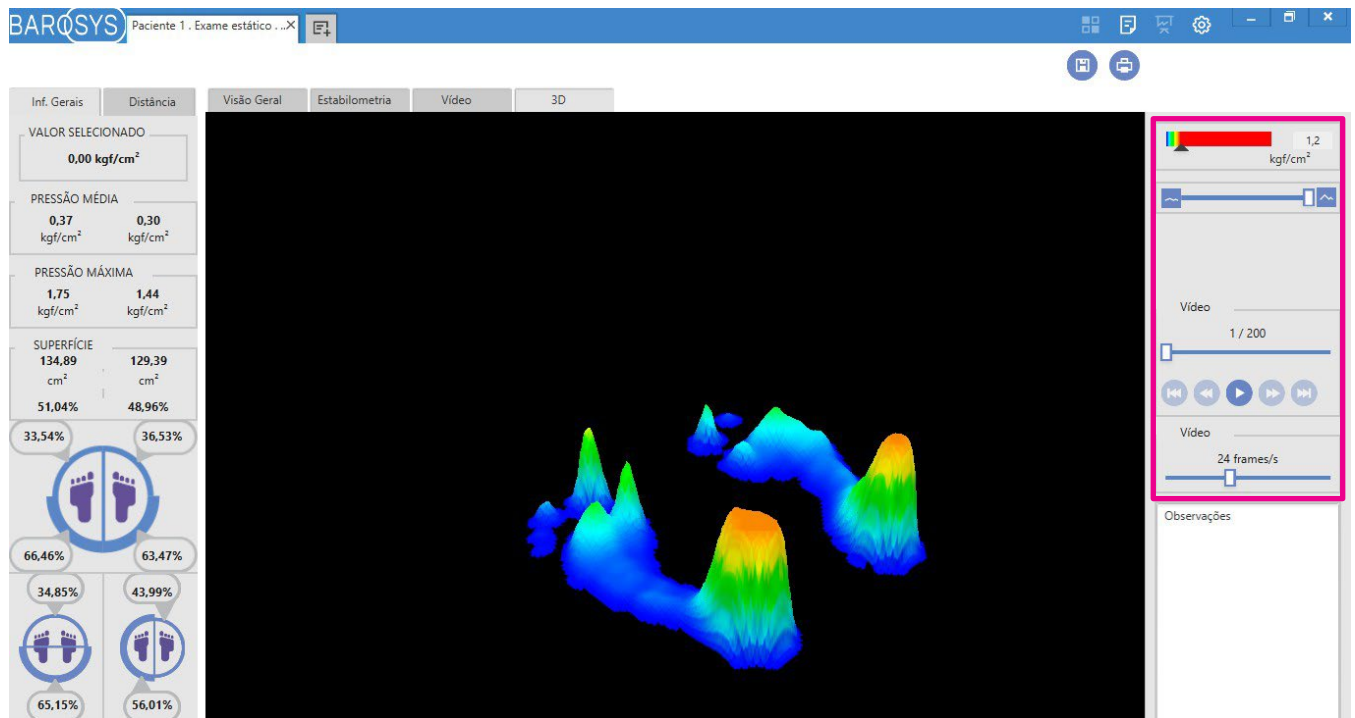 BAROSYS
Paciente 1 . Exame estático . ..X
Inf. Gerais
Distância
Visão Geral
Estabilometria
Vídeo
3D
VALOR SELECIONADO
0,00 kgf/cm²
PRESSÃO MÉDIA
0,37 0,30
kgf/cm² kgf/cm²
PRESSÃO MÁXIMA
1,75 1,44
kgf/cm² kgf/cm²
SUPERFÍCIE
134,89 129,39
cm² cm²
51,04% 48,96%
33,54% 36,53%
66,46% 63,47%
34,85% 43,99%
65,15% 56,01%
1,2
kgf/cm²
Vídeo
1 / 200
Vídeo
24 frames/s
Observações